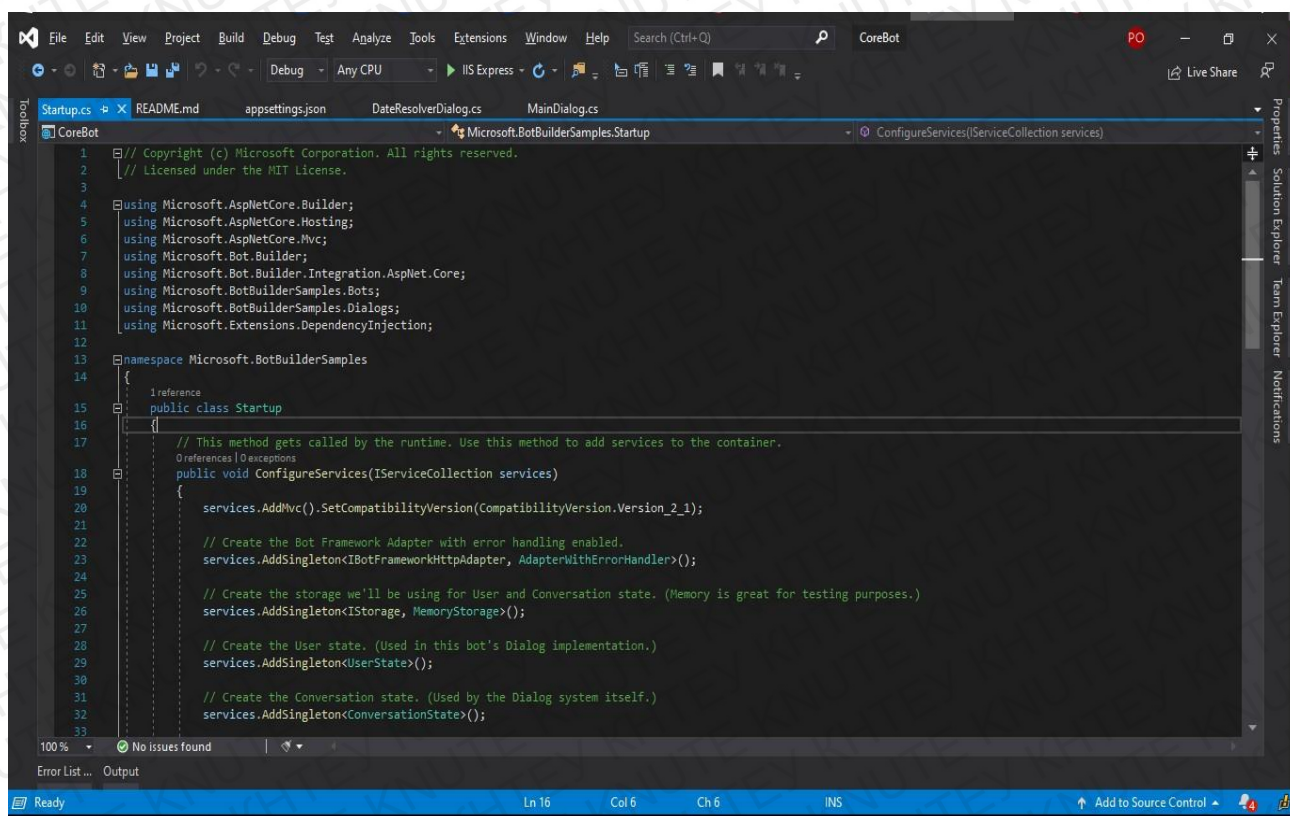 File Edit View Project Build Debug Test Analyze Tools Extensions Window Help Search (Ctrl+Q) CoreBot PO
Debug Any CPU IIS Express Live Share
Startup.cs README.md appsettings.json DateResolverDialog.cs MainDialog.cs
CoreBot Microsoft.BotBuilderSamples.Startup ConfigureServices(IServiceCollection services)
Toolbox
Properties
Solution Explorer
Team Explorer
Notifications
1 // Copyright (c) Microsoft Corporation. All rights reserved.
2 // Licensed under the MIT License.
3
4 using Microsoft.AspNetCore.Builder;
5 using Microsoft.AspNetCore.Hosting;
6 using Microsoft.AspNetCore.Mvc;
7 using Microsoft.Bot.Builder;
8 using Microsoft.Bot.Builder.Integration.AspNet.Core;
9 using Microsoft.BotBuilderSamples.Bots;
10 using Microsoft.BotBuilderSamples.Dialogs;
11 using Microsoft.Extensions.DependencyInjection;
12
13 namespace Microsoft.BotBuilderSamples
14 {
1 reference
15 public class Startup
16 {
17 // This method gets called by the runtime. Use this method to add services to the container.
0 references | 0 exceptions
18 public void ConfigureServices(IServiceCollection services)
19 {
20 services.AddMvc().SetCompatibilityVersion(CompatibilityVersion.Version_2_1);
21
22 // Create the Bot Framework Adapter with error handling enabled.
23 services.AddSingleton<IBotFrameworkHttpAdapter, AdapterWithErrorHandler>();
24
25 // Create the storage we'll be using for User and Conversation state. (Memory is great for testing purposes.)
26 services.AddSingleton<IStorage, MemoryStorage>();
27
28 // Create the User state. (Used in this bot's Dialog implementation.)
29 services.AddSingleton<UserState>();
30
31 // Create the Conversation state. (Used by the Dialog system itself.)
32 services.AddSingleton<ConversationState>();
33
100 % No issues found
Error List ... Output
Ready Ln 16 Col 6 Ch 6 INS Add to Source Control 4